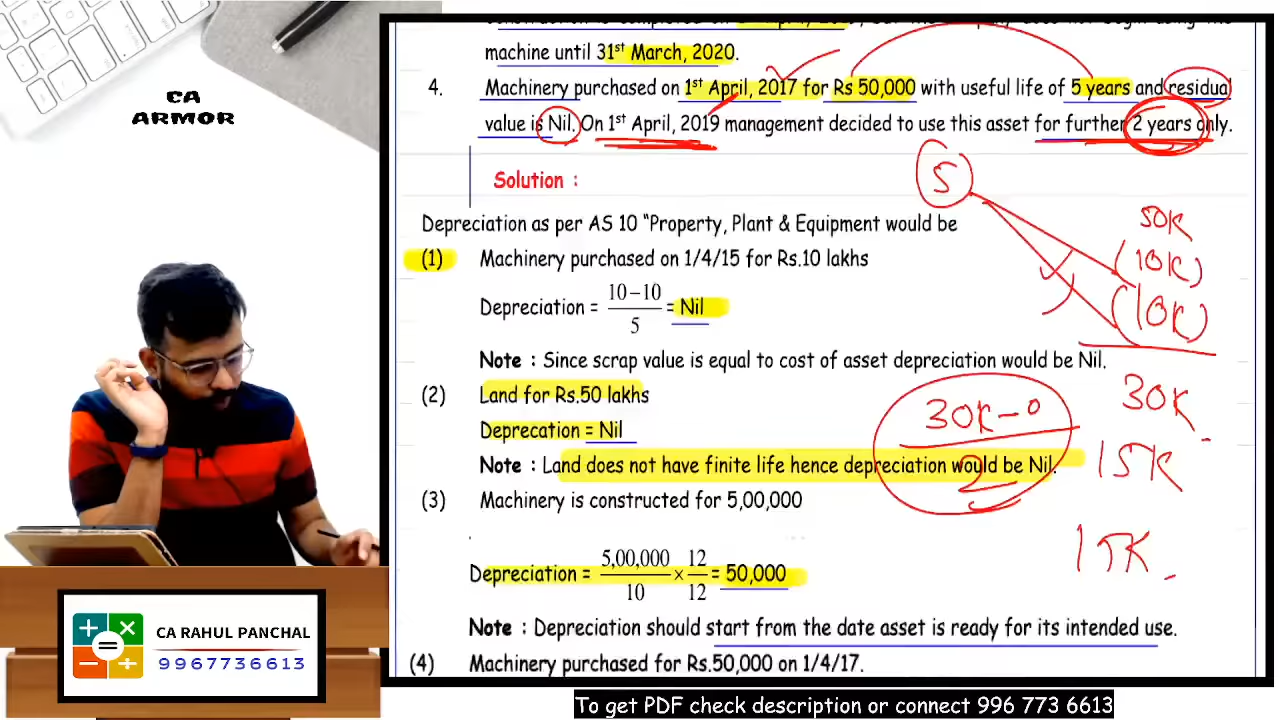 CA
ARMOR
machine until 31st March, 2020.
4. Machinery purchased on 1st April, 2017 for Rs 50,000 with useful life of 5 years and residual
value is Nil. On 1st April, 2019 management decided to use this asset for further 2 years only.
Solution :
5
Depreciation as per AS 10 “Property, Plant & Equipment would be
50K
(1) Machinery purchased on 1/4/15 for Rs.10 lakhs
(10K)
Depreciation = 10-10 / 5 = Nil
(10K)
Note : Since scrap value is equal to cost of asset depreciation would be Nil.
(2) Land for Rs.50 lakhs
30K
30K-0
2
Deprecation = Nil
Note : Land does not have finite life hence depreciation would be Nil.
15K
(3) Machinery is constructed for 5,00,000
15K
Depreciation = 5,00,000 / 10 × 12 / 12 = 50,000
Note : Depreciation should start from the date asset is ready for its intended use.
(4) Machinery purchased for Rs.50,000 on 1/4/17.
CA RAHUL PANCHAL
9967736613
To get PDF check description or connect 996 773 6613